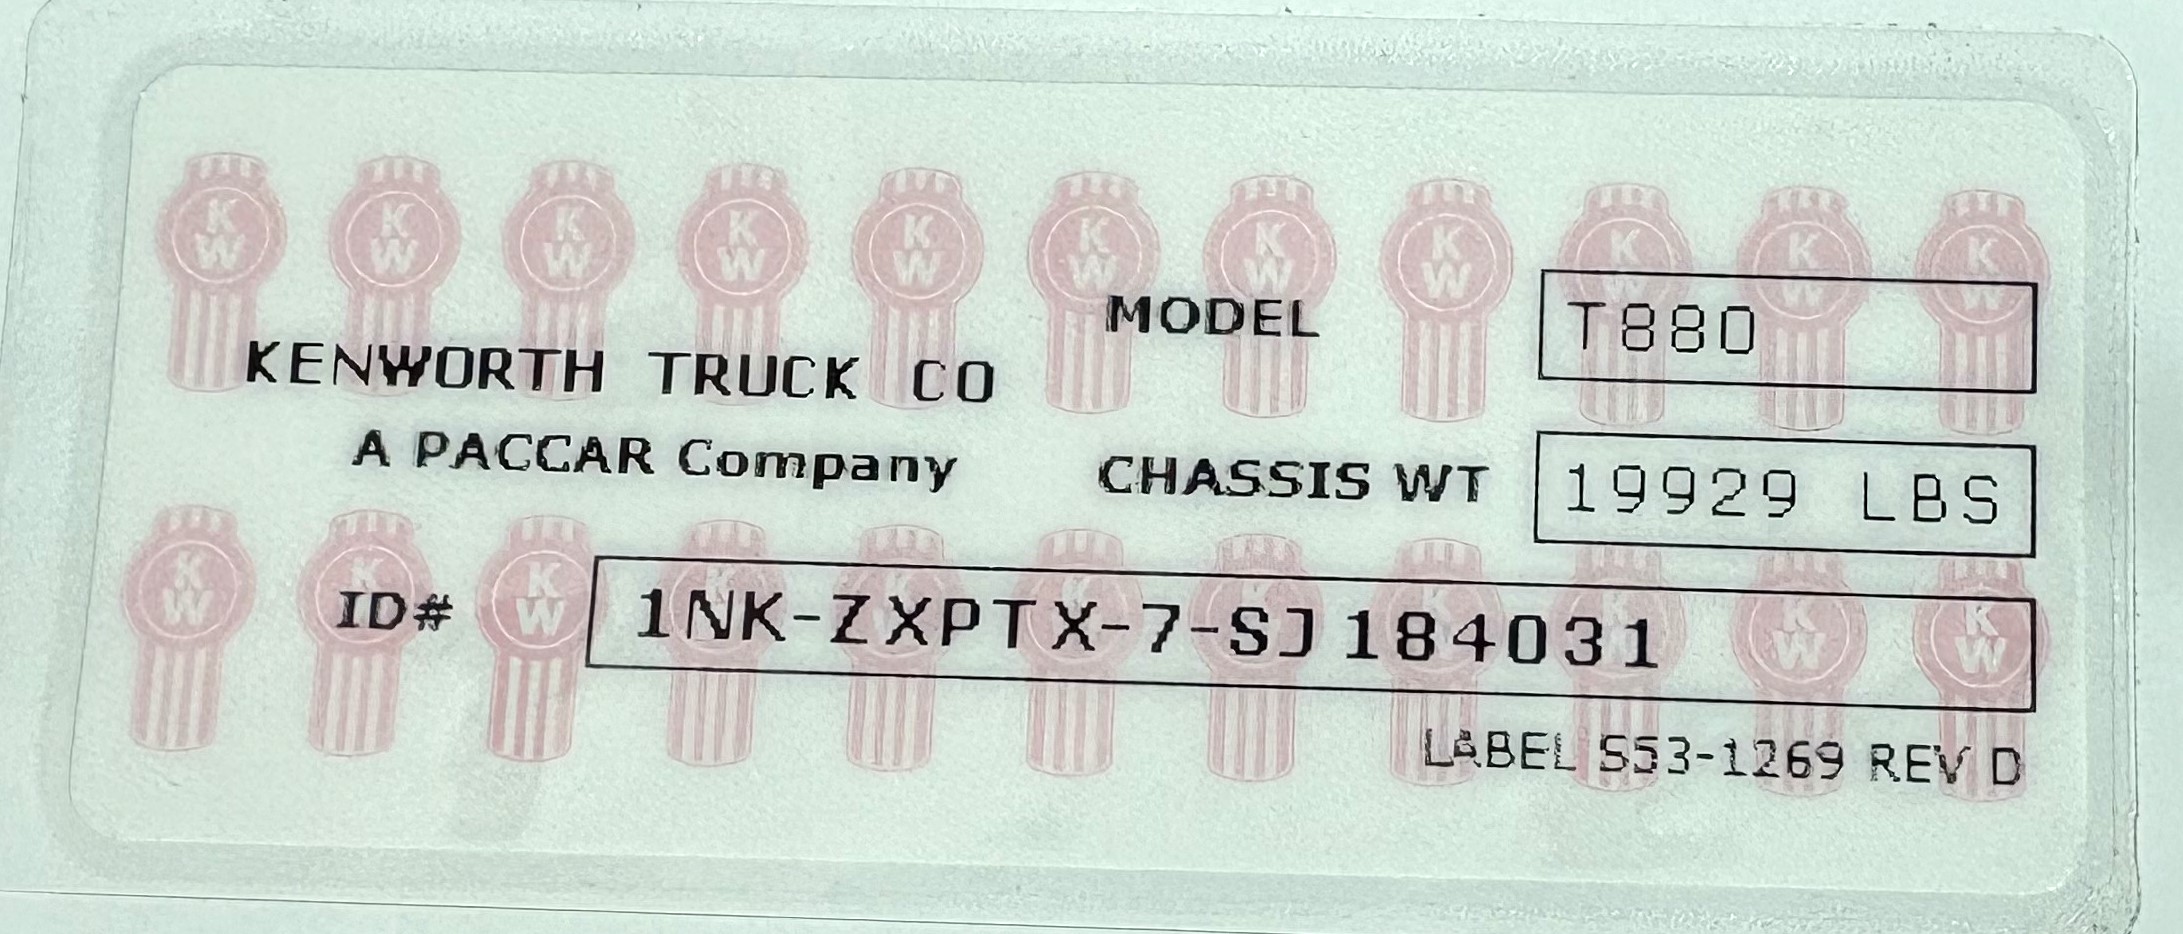 KENWORTH TRUCK CO
A PACCAR Company
MODEL T880
CHASSIS WT 19929 LBS
ID# 1NK-ZXPTX-7-SJ184031
LABEL S53-1269 REV D